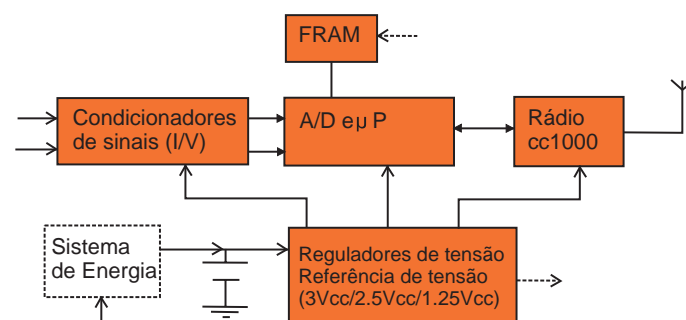 FRAM
Condicionadores
de sinais (I/V)
A/D eμ P
Rádio
cc1000
Sistema
de Energia
Reguladores de tensão
Referência de tensão
(3Vcc/2.5Vcc/1.25Vcc)